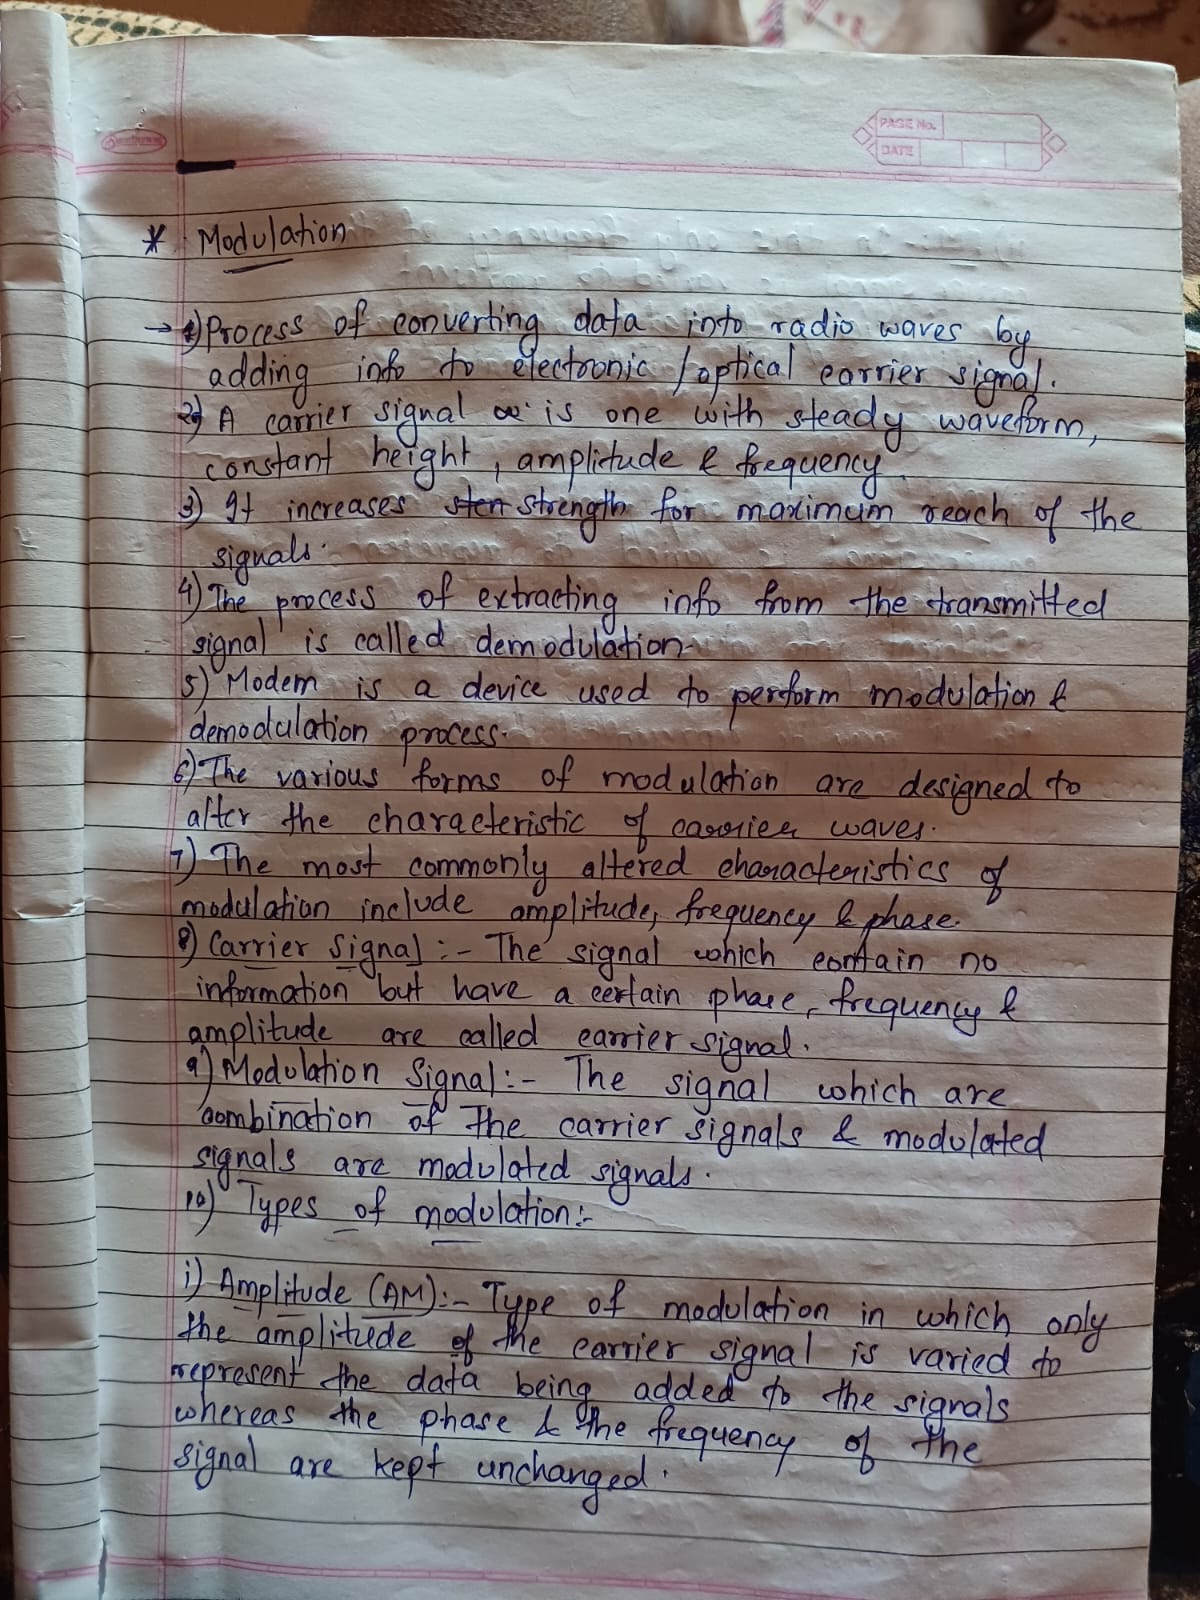 PAGE No.
DATE
* Modulation
→ 1) Process of converting data into radio waves by
adding info to electronic / optical carrier signal.
2) A carrier signal is one with steady waveform,
constant height, amplitude & frequency
3) It increases sten strength for maximum reach of the
signals.
4) The process of extracting info from the transmitted
signal is called demodulation.
5) Modem is a device used to perform modulation &
demodulation process.
6) The various forms of modulation are designed to
alter the characteristic of carrier waves.
7) The most commonly altered characteristics of
modulation include amplitude, frequency & phase.
8) Carrier Signal :- The signal which contain no
information but have a certain phase, frequency &
amplitude are called carrier signal.
9) Modulation Signal :- The signal which are
combination of the carrier signals & modulated
signals are modulated signals.
10) Types of modulation :-
i) Amplitude (AM) :- Type of modulation in which only
the amplitude of the carrier signal is varied to
represent the data being added to the signals
whereas the phase & the frequency of the
signal are kept unchanged.